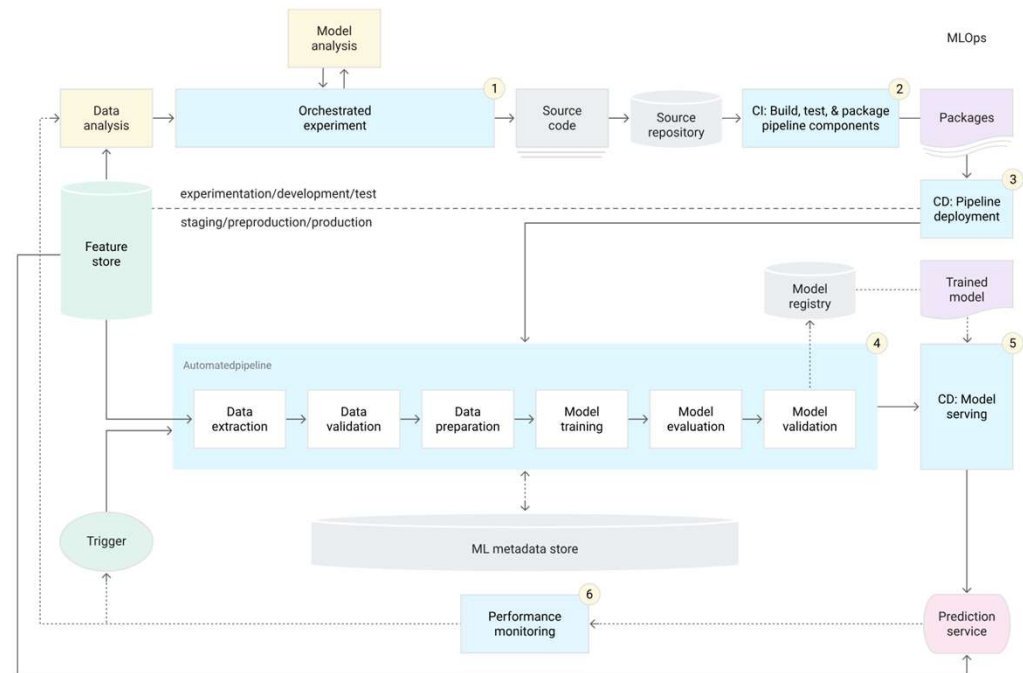 MLOps
Model
analysis
1
2
Data
analysis
Orchestrated
experiment
Source
code
Source
repository
CI: Build, test, & package
pipeline components
Packages
3
experimentation/development/test
staging/preproduction/production
CD: Pipeline
deployment
Feature
store
Model
registry
Trained
model
4
5
Automatedpipeline
Data
extraction
Data
validation
Data
preparation
Model
training
Model
evaluation
Model
validation
CD: Model
serving
Trigger
ML metadata store
6
Performance
monitoring
Prediction
service